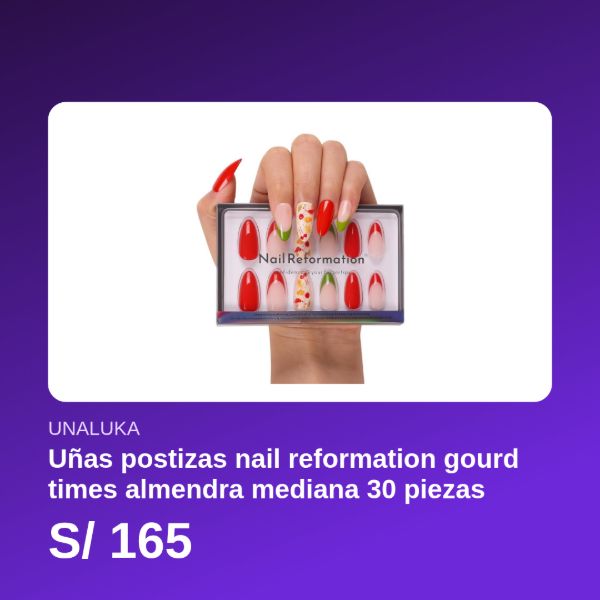 Nail Reformation
UNALUKA
Uñas postizas nail reformation gourd
times almendra mediana 30 piezas
S/ 165